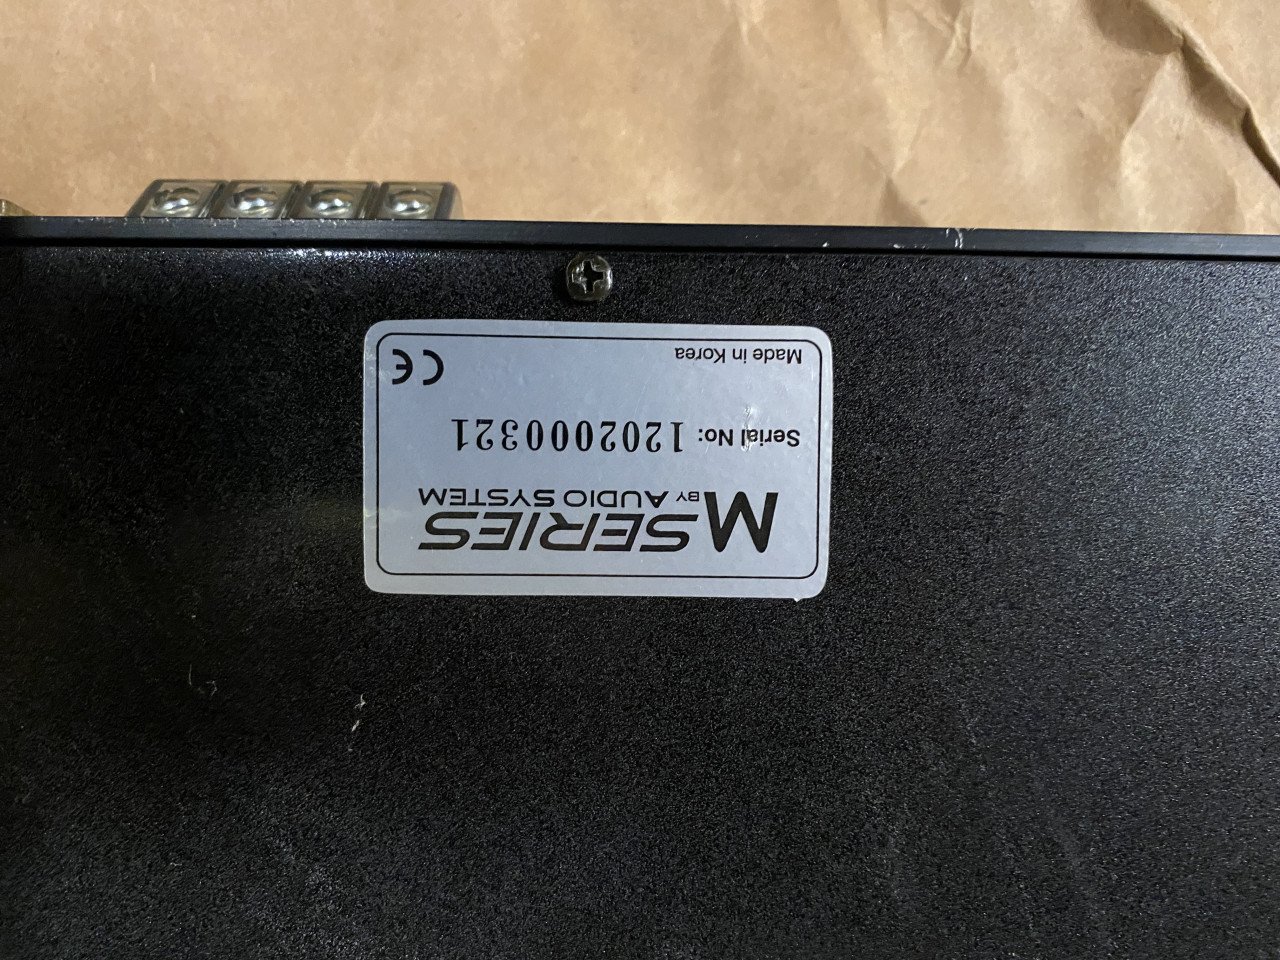 M SERIES
BY AUDIO SYSTEM
Serial No: 1202000321
Made in Korea
CE